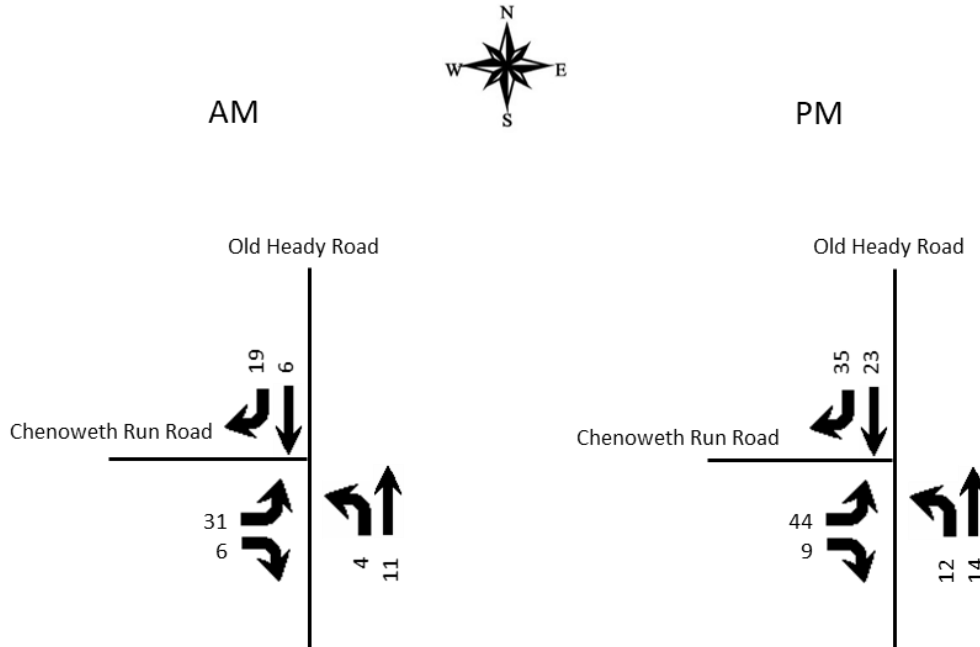 N
W E
S
AM PM
Old Heady Road Old Heady Road
19 6 35 23
Chenoweth Run Road Chenoweth Run Road
31 44
6 9
4 11 12 14